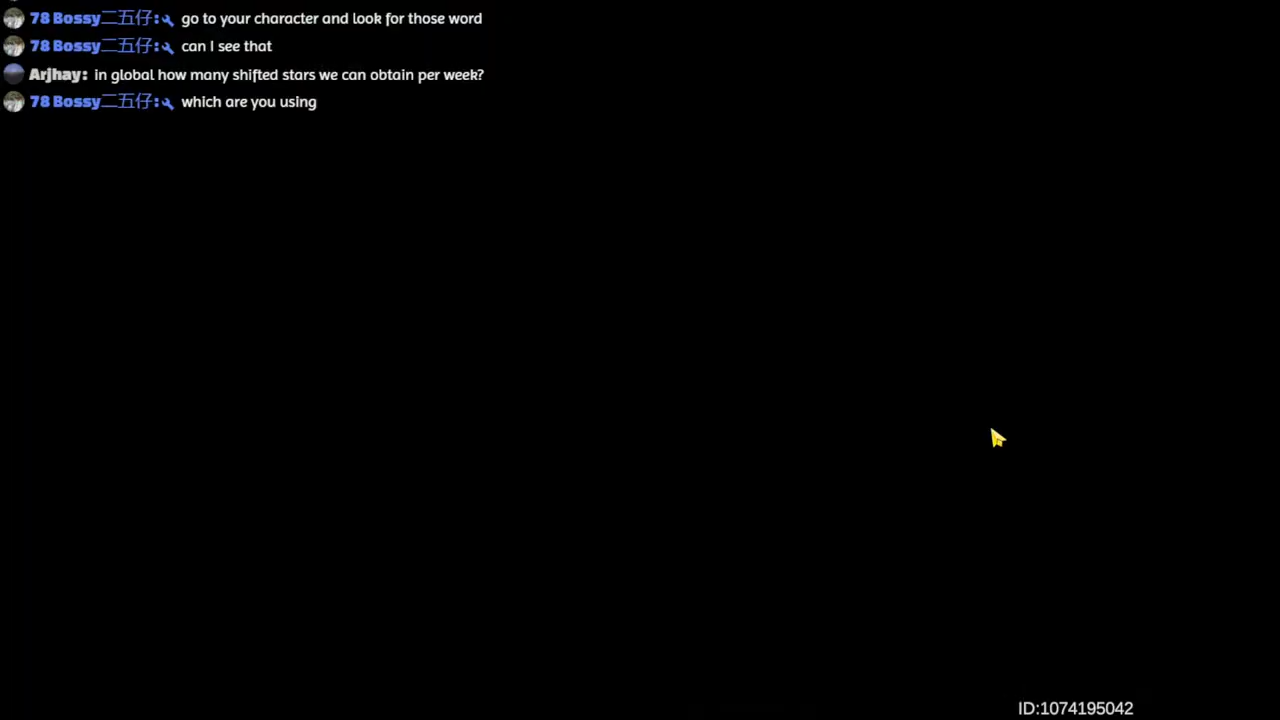 78 Bossy二五仔: go to your character and look for those word
78 Bossy二五仔: can I see that
Arjhay: in global how many shifted stars we can obtain per week?
78 Bossy二五仔: which are you using
ID:1074195042